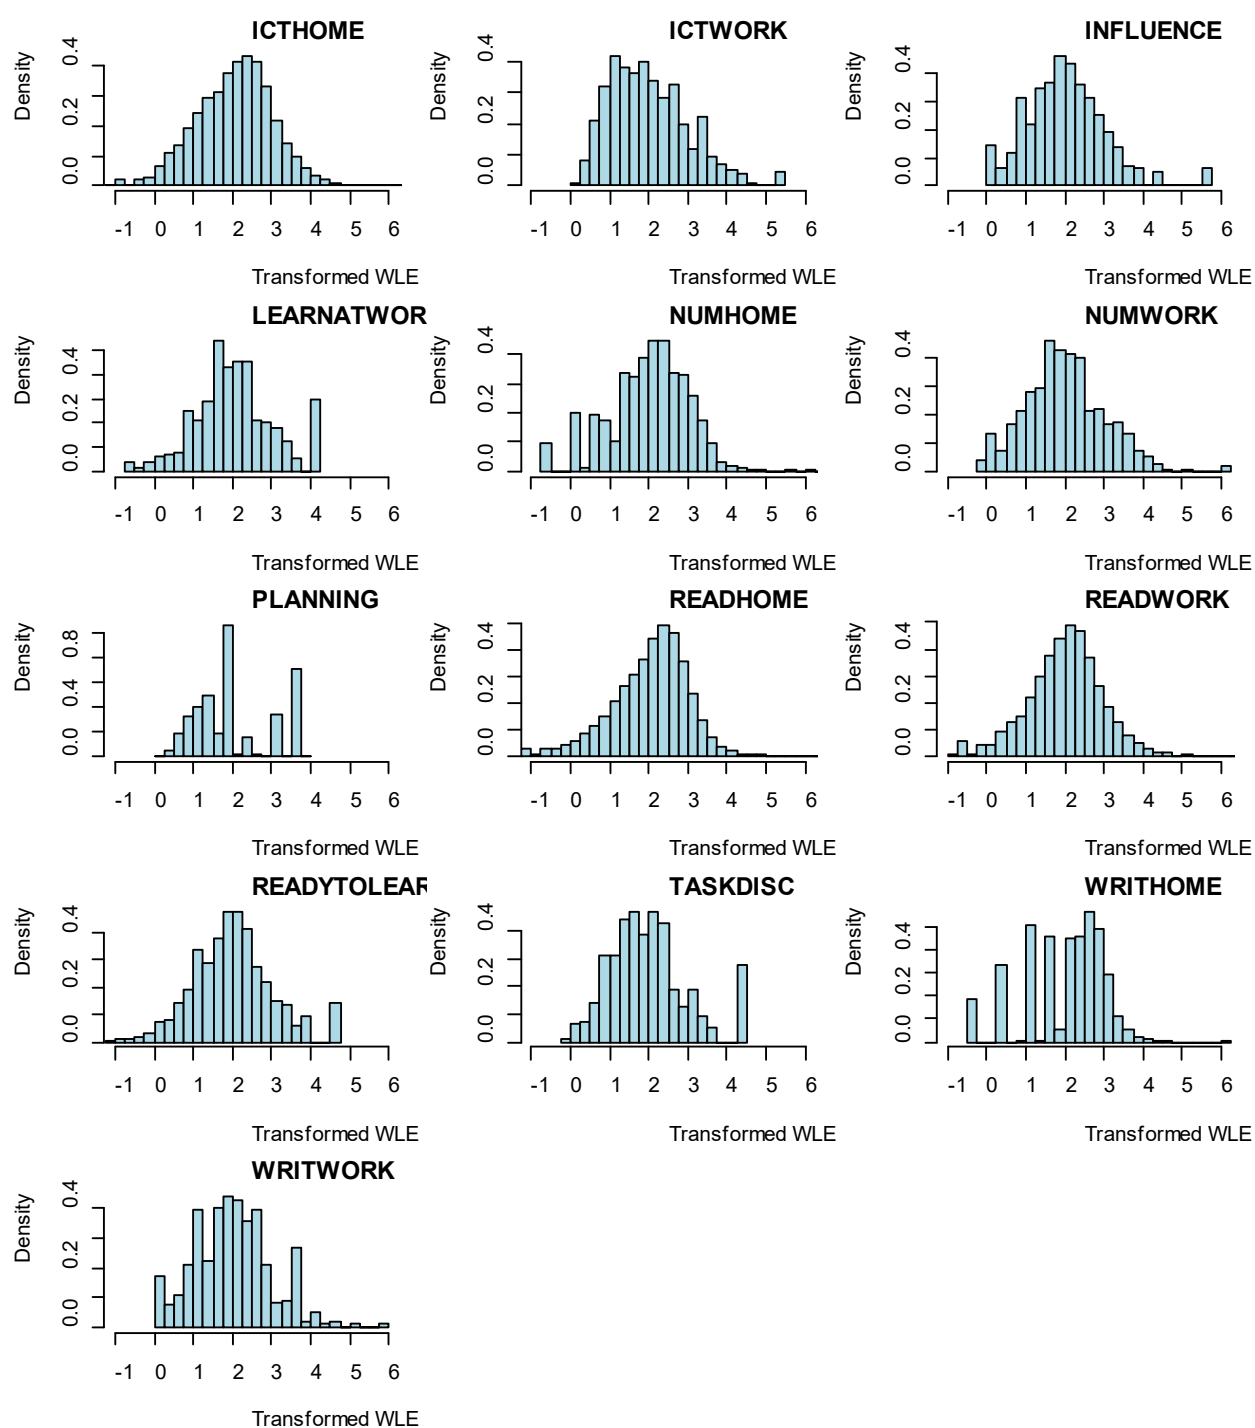 ICTHOME ICTWORK INFLUENCE
Density Density Density
0.0 0.2 0.4 0.0 0.2 0.4 0.0 0.2 0.4
-1 0 1 2 3 4 5 6 -1 0 1 2 3 4 5 6 -1 0 1 2 3 4 5 6
Transformed WLE Transformed WLE Transformed WLE
LEARNATWOR NUMHOME NUMWORK
Density Density Density
0.0 0.2 0.4 0.0 0.2 0.4 0.0 0.2 0.4
-1 0 1 2 3 4 5 6 -1 0 1 2 3 4 5 6 -1 0 1 2 3 4 5 6
Transformed WLE Transformed WLE Transformed WLE
PLANNING READHOME READWORK
Density Density Density
0.0 0.4 0.8 0.0 0.2 0.4 0.0 0.2 0.4
-1 0 1 2 3 4 5 6 -1 0 1 2 3 4 5 6 -1 0 1 2 3 4 5 6
Transformed WLE Transformed WLE Transformed WLE
READYTOLEAR TASKDISC WRITHOME
Density Density Density
0.0 0.2 0.4 0.0 0.2 0.4 0.0 0.2 0.4
-1 0 1 2 3 4 5 6 -1 0 1 2 3 4 5 6 -1 0 1 2 3 4 5 6
Transformed WLE Transformed WLE Transformed WLE
WRITWORK
Density
0.0 0.2 0.4
-1 0 1 2 3 4 5 6
Transformed WLE